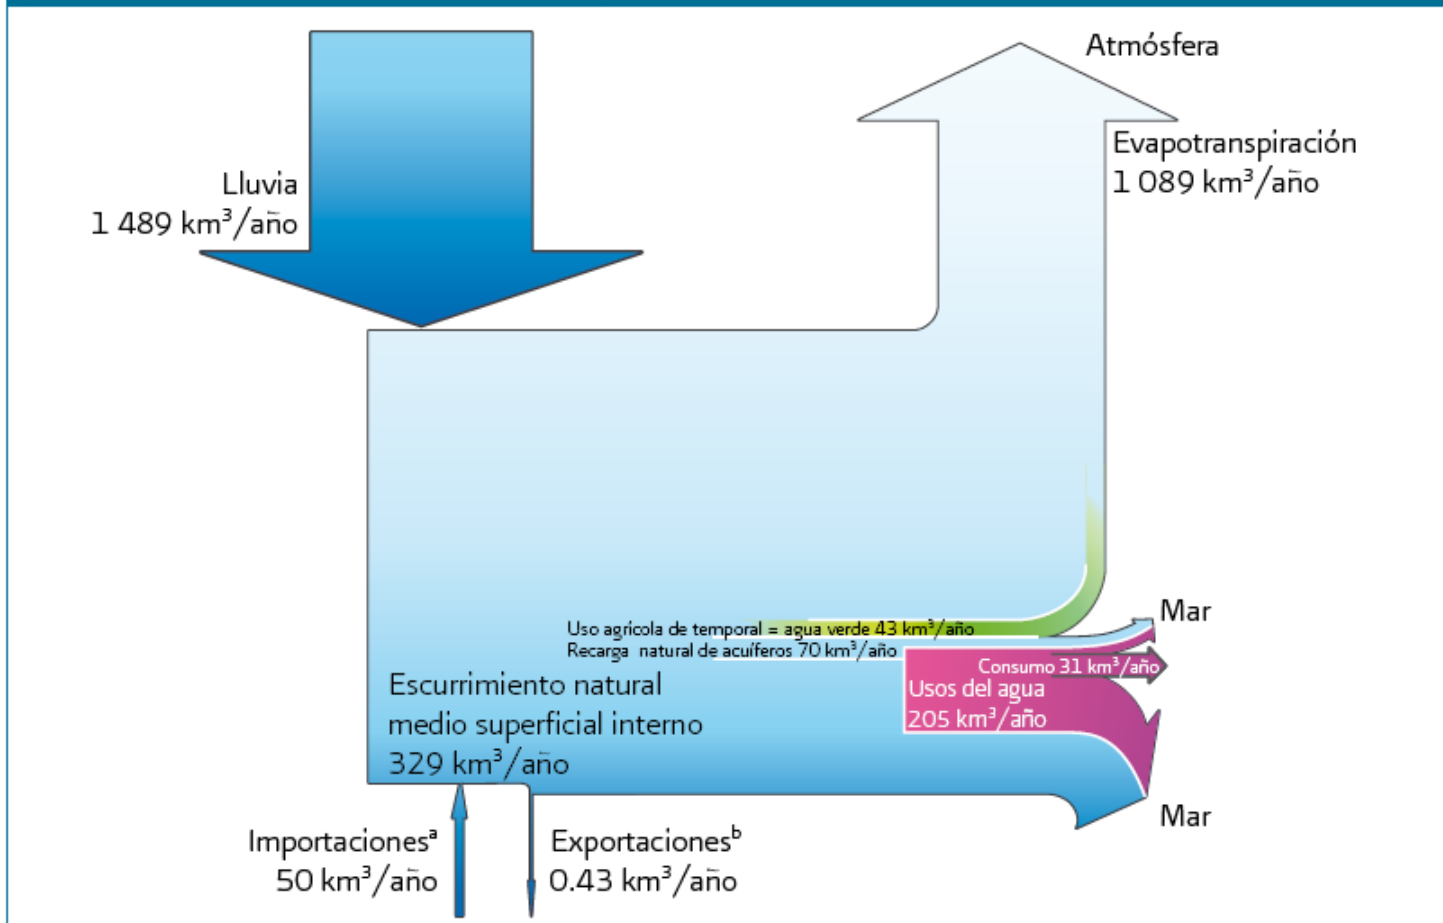 Atmósfera
Evapotranspiración
1 089 km³/año
Lluvia
1 489 km³/año
Mar
Uso agrícola de temporal = agua verde 43 km³/año
Recarga natural de acuíferos 70 km³/año
Consumo 31 km³/año
Usos del agua
205 km³/año
Escurrimiento natural
medio superficial interno
329 km³/año
Mar
Importacionesᵃ
50 km³/año
Exportacionesᵇ
0.43 km³/año